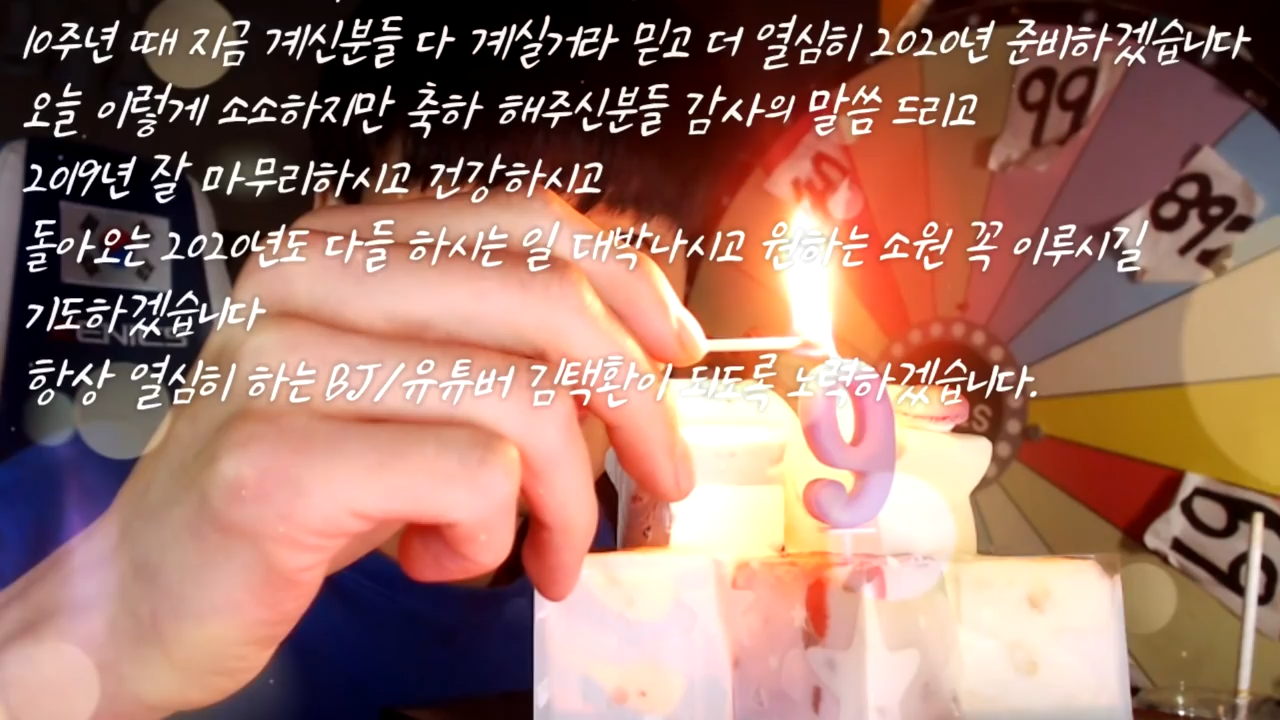 10주년 때 지금 계신분들 다 계실거라 믿고 더 열심히 2020년 준비하겠습니다
오늘 이렇게 소소하지만 축하 해주신분들 감사의 말씀 드리고
2019년 잘 마무리하시고 건강하시고
돌아오는 2020년도 다들 하시는 일 대박나시고 원하는 소원 꼭 이루시길
기도하겠습니다
항상 열심히 하는 BJ/유튜버 김택환이 되도록 노력하겠습니다.
99
9